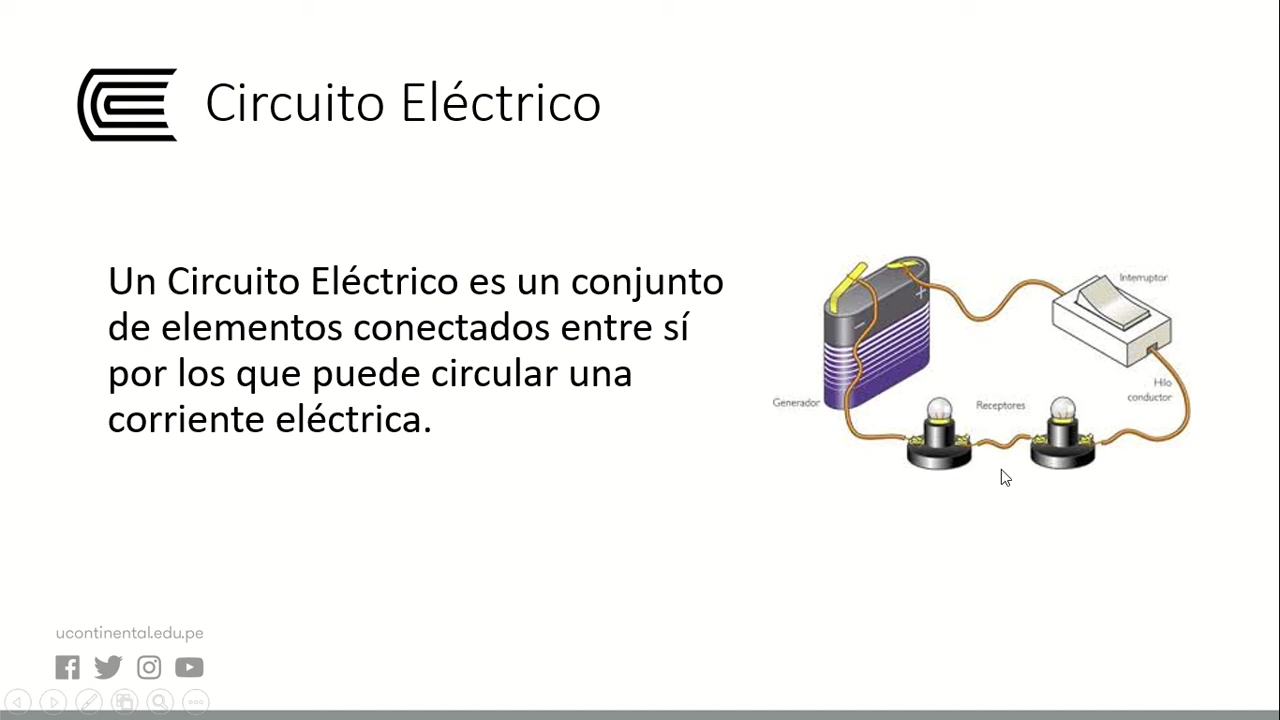 Circuito Eléctrico
Un Circuito Eléctrico es un conjunto
de elementos conectados entre sí
por los que puede circular una
corriente eléctrica.
Interruptor
+
−
Hilo
conductor
Generador
Receptores
ucontinental.edu.pe